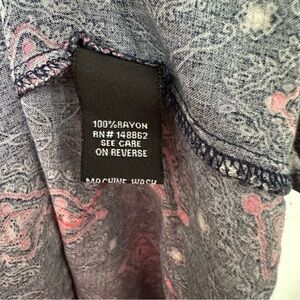 100% RAYON
RN# 148862
SEE CARE
ON REVERSE
MACHINE WASH